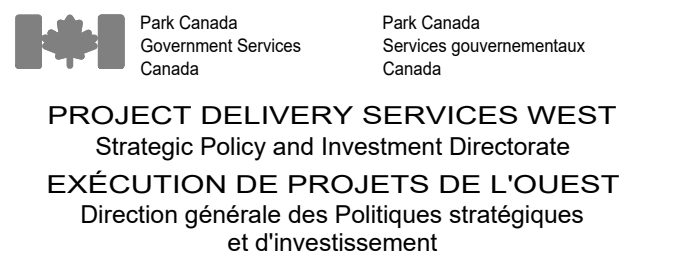 Park Canada
Government Services
Canada
Park Canada
Services gouvernementaux
Canada
PROJECT DELIVERY SERVICES WEST
Strategic Policy and Investment Directorate
EXÉCUTION DE PROJETS DE L'OUEST
Direction générale des Politiques stratégiques
et d'investissement